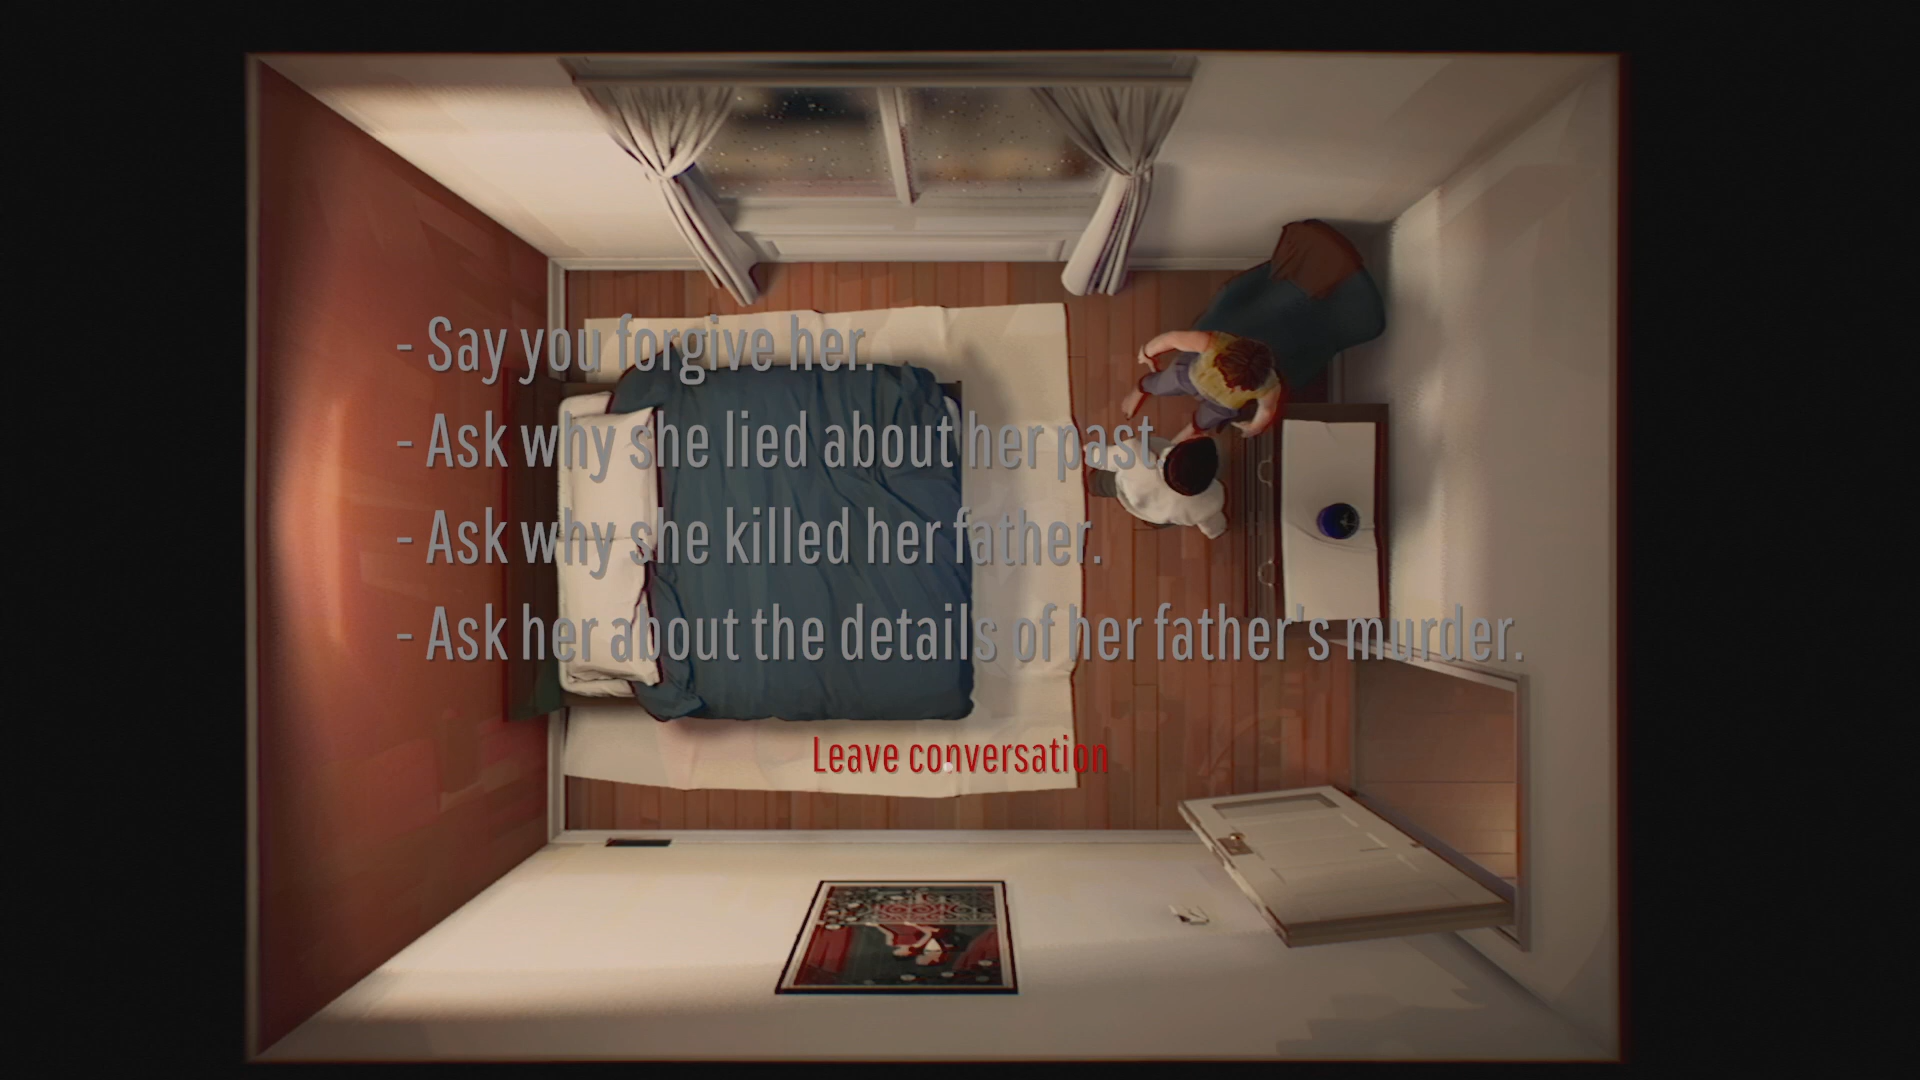 - Say you forgive her.
- Ask why she lied about her past.
- Ask why she killed her father.
- Ask her about the details of her father's murder.
Leave conversation